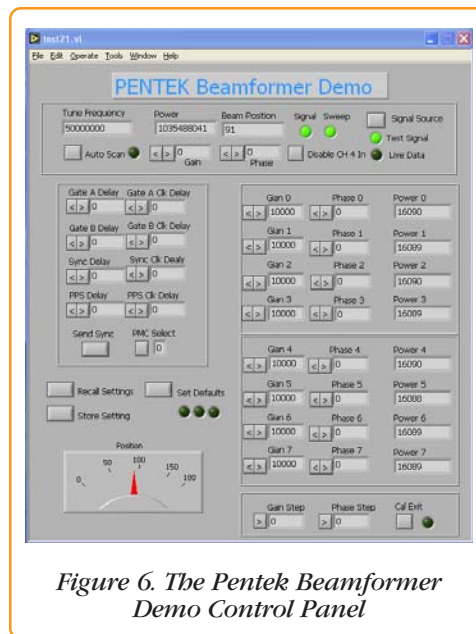 test21.vi
File Edit Operate Tools Window Help
PENTEK Beamformer Demo
Tune Frequency Power Beam Position Signal Sweep Signal Source
50000000 1035488041 91 Test Signal
Auto Scan 0 Gain 0 Phase Disable CH 4 In Live Data
Gate A Delay Gate A Clk Delay
0 0
Gate B Delay Gate B Clk Delay
0 0
Sync Delay Sync Clk Dealy
0 0
PPS Delay PPS Clk Delay
0 0
Send Sync PMC Select
0
Recall Settings Set Defaults
Store Setting
Position
0 50 100 150 180
Gian 0 Phase 0 Power 0
10000 0 16090
Gian 1 Phase 1 Power 1
10000 0 16089
Gian 2 Phase 2 Power 2
10000 0 16090
Gian 3 Phase 3 Power 3
10000 0 16089
Gian 4 Phase 4 Power 4
10000 0 16090
Gian 5 Phase 5 Power 5
10000 0 16088
Gian 6 Phase 6 Power 6
10000 0 16089
Gian 7 Phase 7 Power 7
10000 0 16089
Gain Step Phase Step Cal Exit
0 0
Figure 6. The Pentek Beamformer
Demo Control Panel